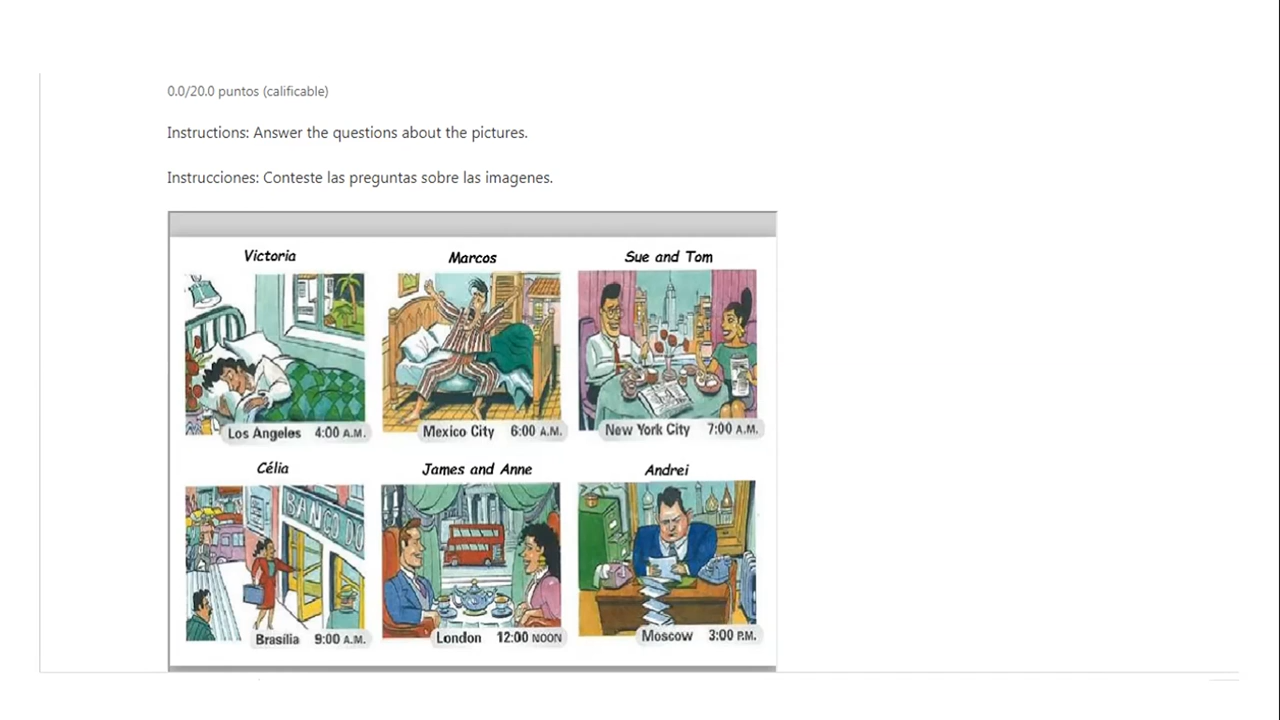 0.0/20.0 puntos (calificable)
Instructions: Answer the questions about the pictures.
Instrucciones: Conteste las preguntas sobre las imagenes.
Victoria Marcos Sue and Tom
BANCO DO
Los Angeles 4:00 A.M. Mexico City 6:00 A.M. New York City 7:00 A.M.
Célia James and Anne Andrei
Brasília 9:00 A.M. London 12:00 NOON Moscow 3:00 P.M.